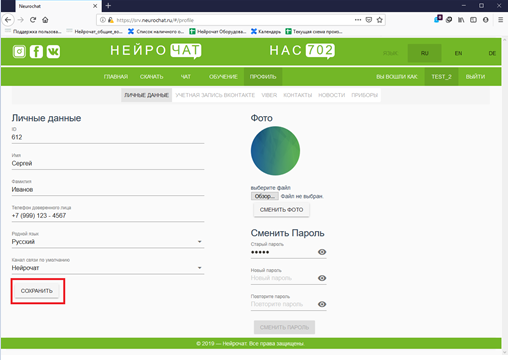 Neurochat
https://snv.neurochat.ru/#/profile
Поддержка пользова...
Нейрочат_общие_во...
Список наличного о...
Нейрочат Оборудова...
Календарь
Текущая схема проис...
НЕЙРО ЧАТ
НАС 702
ЯЗЫК
RU
EN
DE
ГЛАВНАЯ
СКАЧАТЬ
ЧАТ
ОБУЧЕНИЕ
ПРОФИЛЬ
ВЫ ВОШЛИ КАК:
TEST_2
ВЫЙТИ
ЛИЧНЫЕ ДАННЫЕ
УЧЕТНАЯ ЗАПИСЬ ВКОНТАКТЕ
VIBER
КОНТАКТЫ
НОВОСТИ
ПРИБОРЫ
Личные данные
ID
612
Имя
Сергей
Фамилия
Иванов
Телефон доверенного лица
+7 (999) 123 - 4567
Родной язык
Русский
Канал связи по умолчанию
Нейрочат
СОХРАНИТЬ
Фото
выберите файл
Обзор...
Файл не выбран.
СМЕНИТЬ ФОТО
Сменить Пароль
Старый пароль
•••••
Новый пароль
Новый пароль
Повторите пароль
Повторите пароль
СМЕНИТЬ ПАРОЛЬ
© 2019 — Нейрочат. Все права защищены.